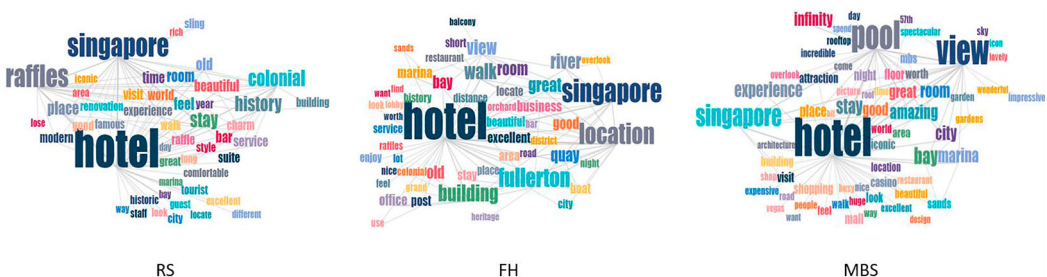 sling
rich
singapore
old
raffles
iconic
time
room
beautiful
colonial
area
visit
world
place
renovation
experience
feel
year
history
building
lose
good
famous
walk
stay
charm
modern
hotel
raffle
bar
service
day
style
great
long
suite
comfortable
marina
tourist
historic
bay
guest
excellent
way
staff
look
city
locate
different
RS
balcony
short
view
sands
restaurant
river
overlook
marina
walk
room
want
find
bay
great
look
lobby
history
distance
locate
singapore
worth
hotel
orchard
business
service
beautiful
bar
good
location
excellent
district
raffles
area
road
quay
enjoy
lot
night
nice
colonial
old
stay
place
fullerton
feel
grand
building
boat
office
post
city
use
heritage
FH
infinity
day
57th
spend
pool
spectacular
sky
rooftop
view
icon
incredible
lovely
come
mbs
overlook
attraction
night
floor
worth
experience
picture
great
room
wonderful
garden
impressive
singapore
place
stay
good
amazing
gardens
hotel
world
area
city
architecture
iconic
building
bay
marina
shop
visit
location
expensive
shopping
busy
nice
casino
restaurant
road
people
walk
huge
look
beautiful
sands
vegas
feel
mall
way
excellent
want
design
MBS